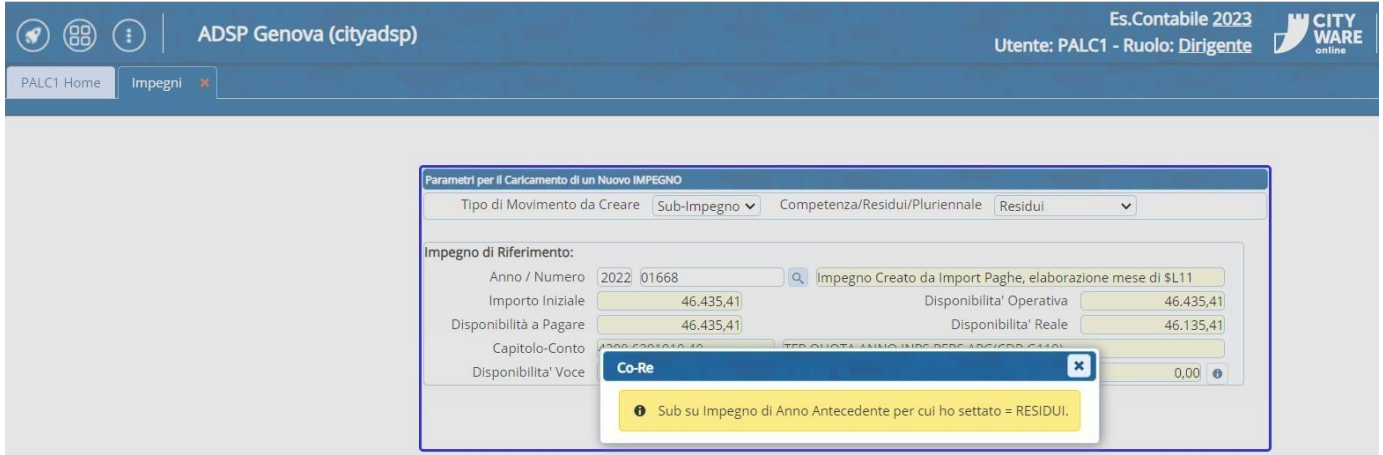 ADSP Genova (cityadsp)
Es.Contabile 2023
Utente: PALC1 - Ruolo: Dirigente
CITY
WARE
online
PALC1 Home
Impegni
Parametri per il Caricamento di un Nuovo IMPEGNO
Tipo di Movimento da Creare Sub-Impegno Competenza/Residui/Pluriennale Residui
Impegno di Riferimento:
Anno / Numero 2022 01668 Impegno Creato da Import Paghe, elaborazione mese di $L11
Importo Iniziale 46.435,41 Disponibilita' Operativa 46.435,41
Disponibilità a Pagare 46.435,41 Disponibilita' Reale 46.135,41
Capitolo-Conto
Disponibilita' Voce 0,00
Co-Re
Sub su Impegno di Anno Antecedente per cui ho settato = RESIDUI.